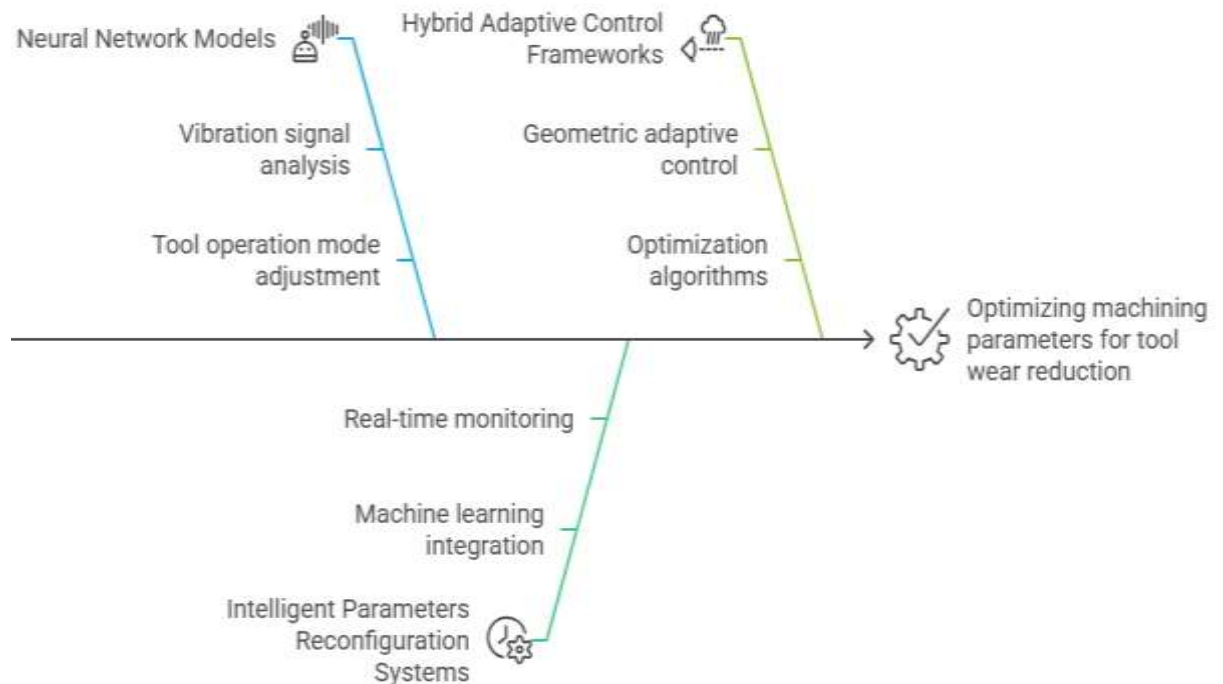 Neural Network Models
Vibration signal
analysis
Tool operation mode
adjustment
Hybrid Adaptive Control
Frameworks
Geometric adaptive
control
Optimization
algorithms
Optimizing machining
parameters for tool
wear reduction
Real-time monitoring
Machine learning
integration
Intelligent Parameters
Reconfiguration
Systems